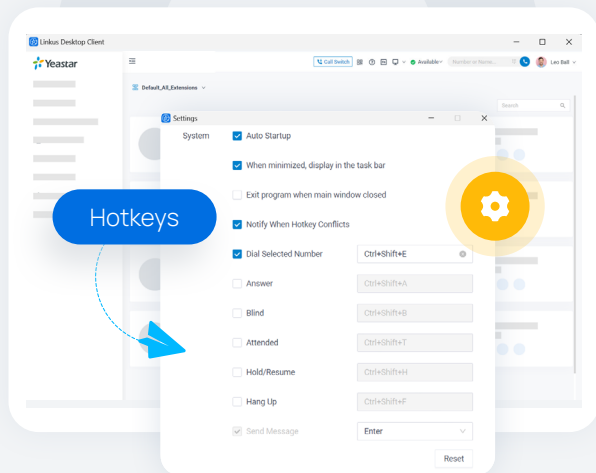 Linkus Desktop Client
Yeastar
Call Switch
Available
Number or Name...
Leo Ball
Default_All_Extensions
Search
Settings
System
Auto Startup
When minimized, display in the task bar
Exit program when main window closed
Hotkeys
Notify When Hotkey Conflicts
Dial Selected Number Ctrl+Shift+E
Answer Ctrl+Shift+A
Blind Ctrl+Shift+B
Attended Ctrl+Shift+T
Hold/Resume Ctrl+Shift+H
Hang Up Ctrl+Shift+F
Send Message Enter
Reset